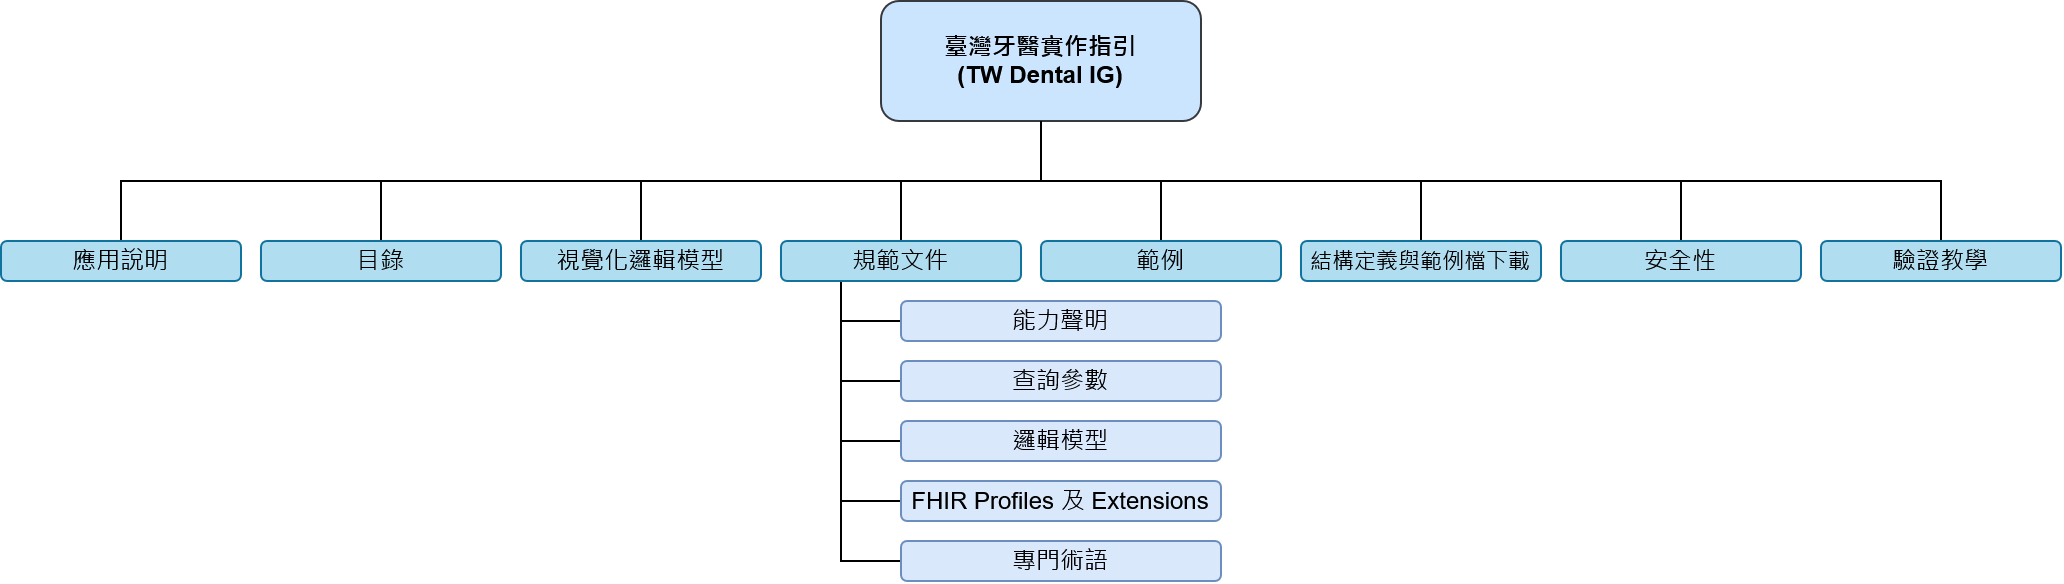 臺灣牙醫實作指引
(TW Dental IG)
應用說明
目錄
視覺化邏輯模型
規範文件
範例
結構定義與範例檔下載
安全性
驗證教學
能力聲明
查詢參數
邏輯模型
FHIR Profiles 及 Extensions
專門術語